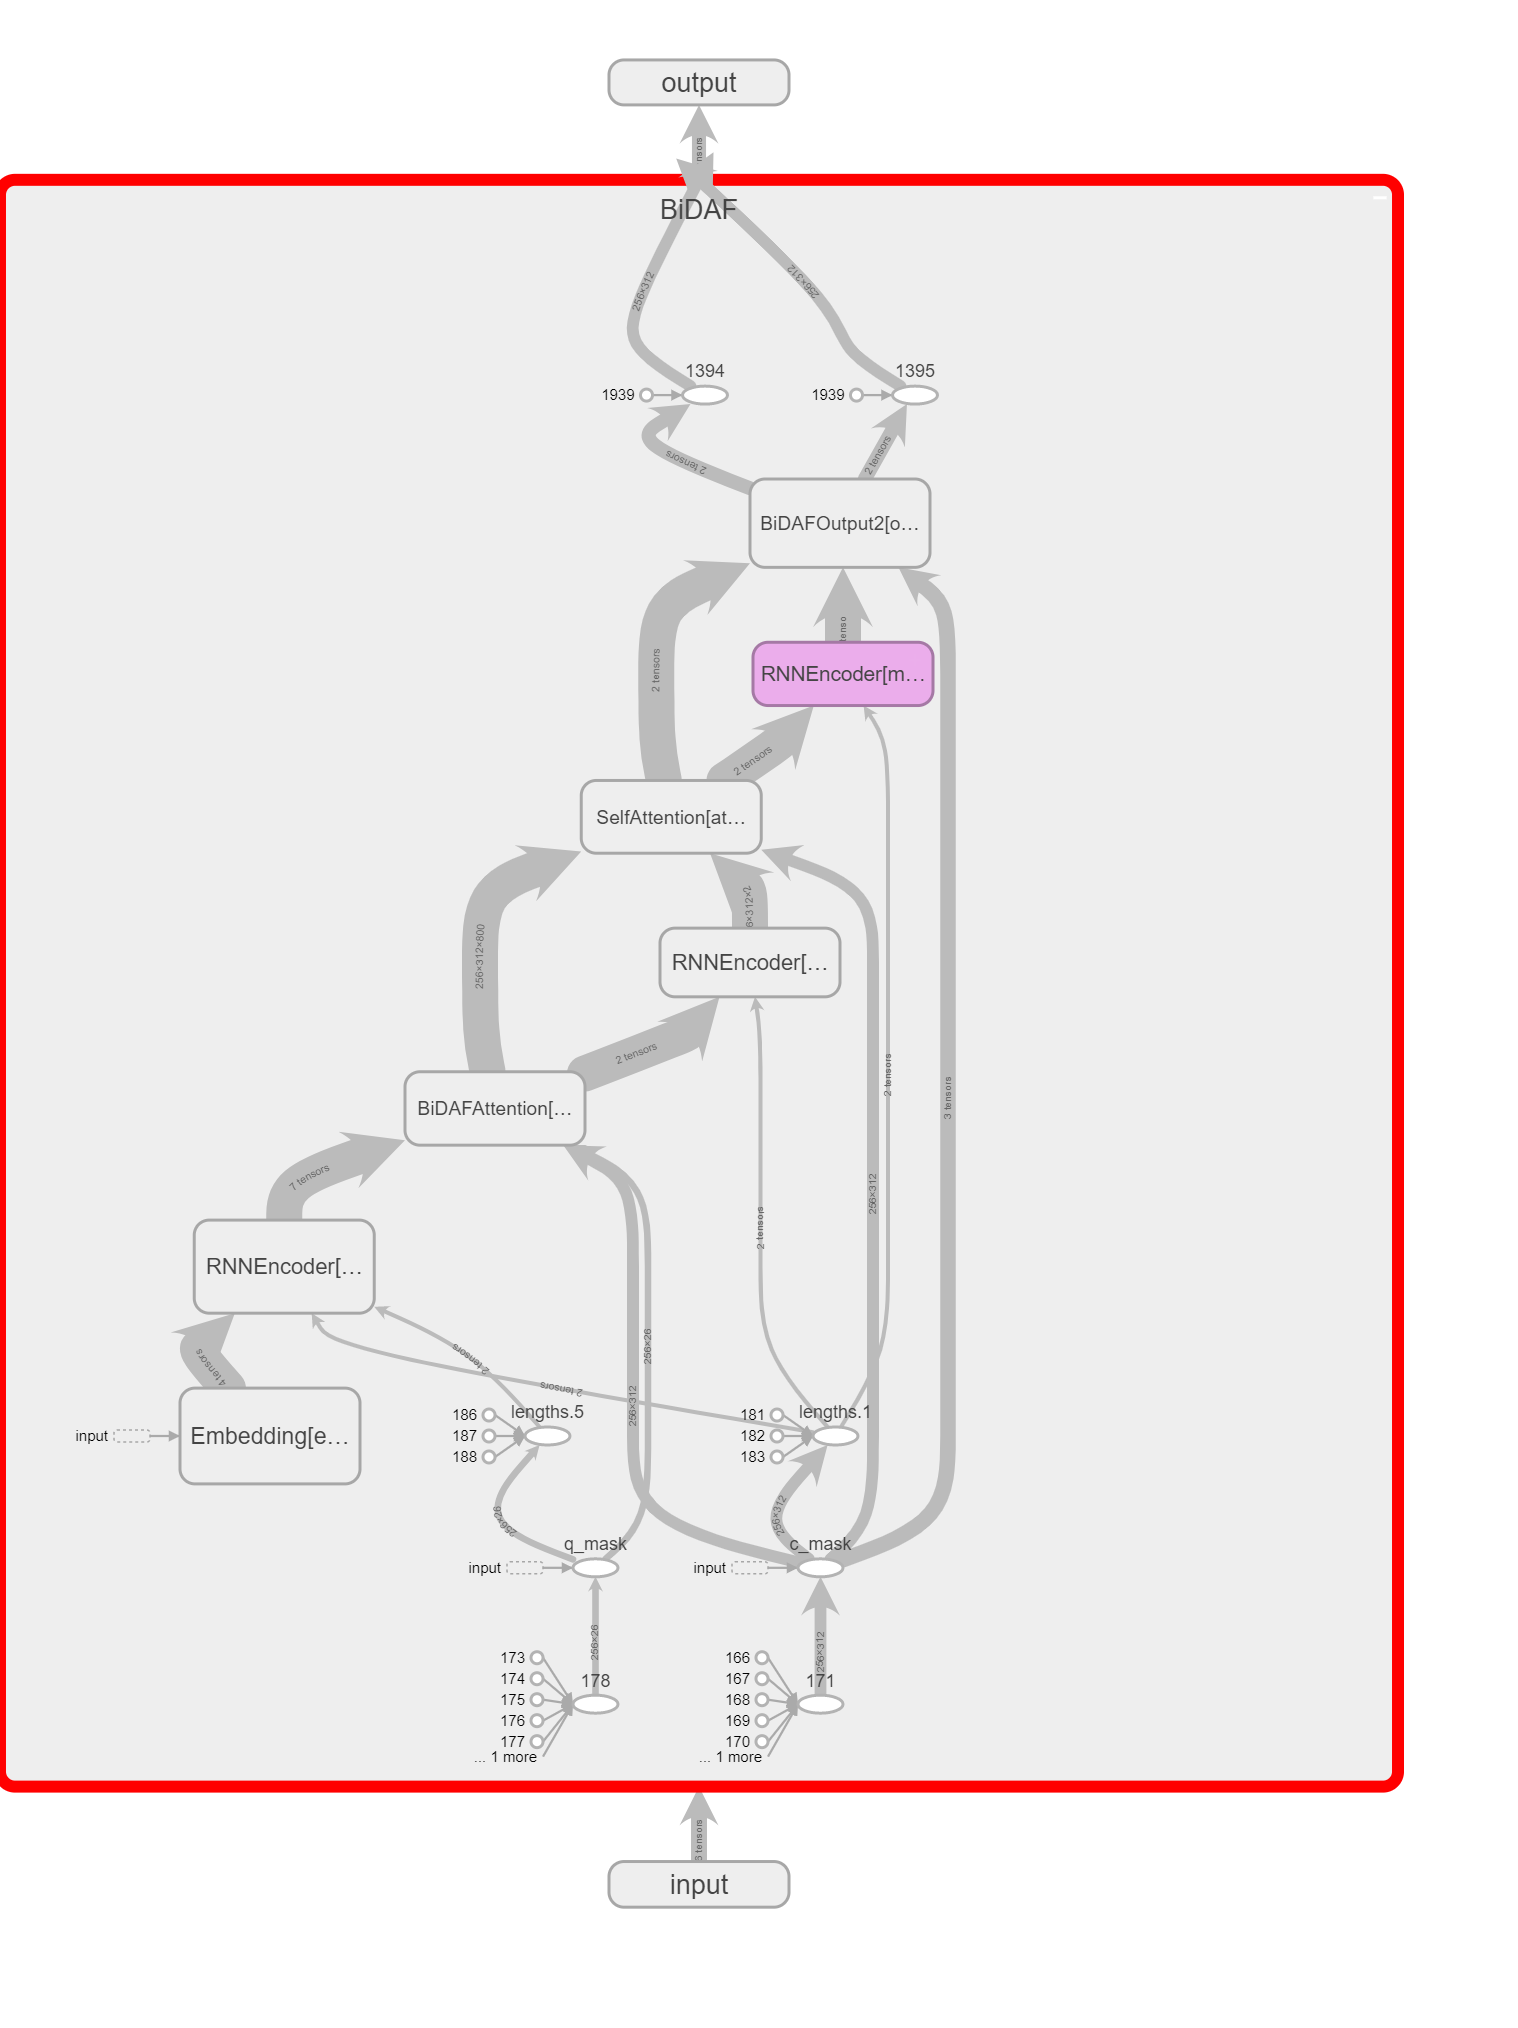 output
nsors
BiDAF
256×312
256×312
1394
1395
1939
1939
2 tensors
2 tensors
BiDAFOutput2[o…
tenso
2 tensors
RNNEncoder[m…
2 tensors
SelfAttention[at…
6×312×2
256×312×800
RNNEncoder[…
2 tensors
2 tensors
3 tensors
BiDAFAttention[…
7 tensors
256×312
2 tensors
RNNEncoder[…
256×26
2 tensors
4 tensors
2 tensors
256×312
186
lengths.5
181
lengths.1
input
Embedding[e…
187
182
188
183
256×26
256×312
q_mask
c_mask
input
input
256×26
256×312
173
166
174
178
167
171
175
168
176
169
177
170
... 1 more
... 1 more
6 tensors
input